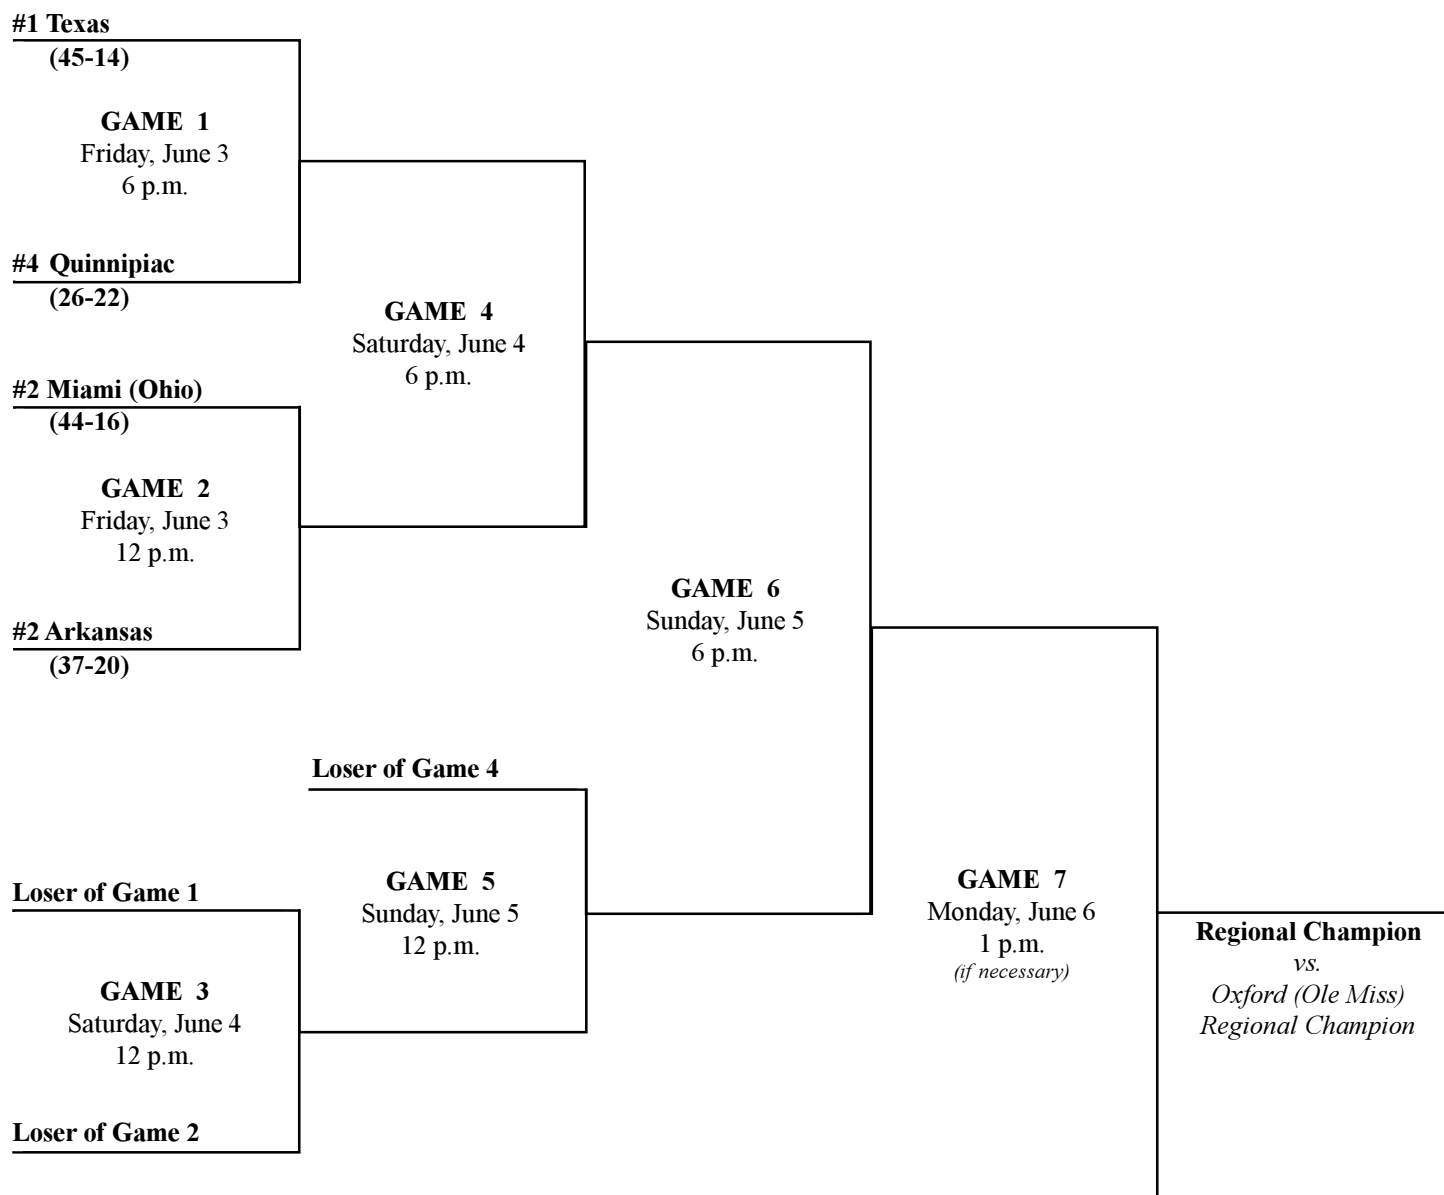 #1 Texas
(45-14)
GAME 1
Friday, June 3
6 p.m.
#4 Quinnipiac
(26-22)
#2 Miami (Ohio)
(44-16)
GAME 2
Friday, June 3
12 p.m.
#2 Arkansas
(37-20)
GAME 4
Saturday, June 4
6 p.m.
Loser of Game 4
GAME 5
Sunday, June 5
12 p.m.
Loser of Game 1
GAME 3
Saturday, June 4
12 p.m.
Loser of Game 2
GAME 6
Sunday, June 5
6 p.m.
GAME 7
Monday, June 6
1 p.m.
(if necessary)
Regional Champion
vs.
Oxford (Ole Miss)
Regional Champion